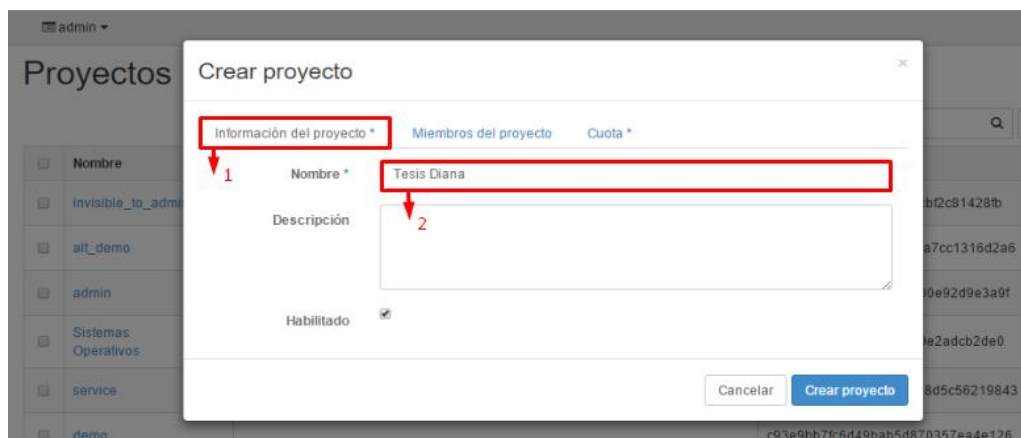 admin
Proyectos
Crear proyecto
×
Información del proyecto *
Miembros del proyecto
Cuota *
1
Nombre *
Tesis Diana
2
Descripción
Habilitado
Cancelar
Crear proyecto
Nombre
invisible_to_admi
bf2c81428fb
alt_demo
a7cc1316d2a6
admin
0e92d9e3a9f
Sistemas
Operativos
e2adcb2de0
service
8d5c56219843
demo
c93e9bb7fc6d49bab5d870357ea4e126